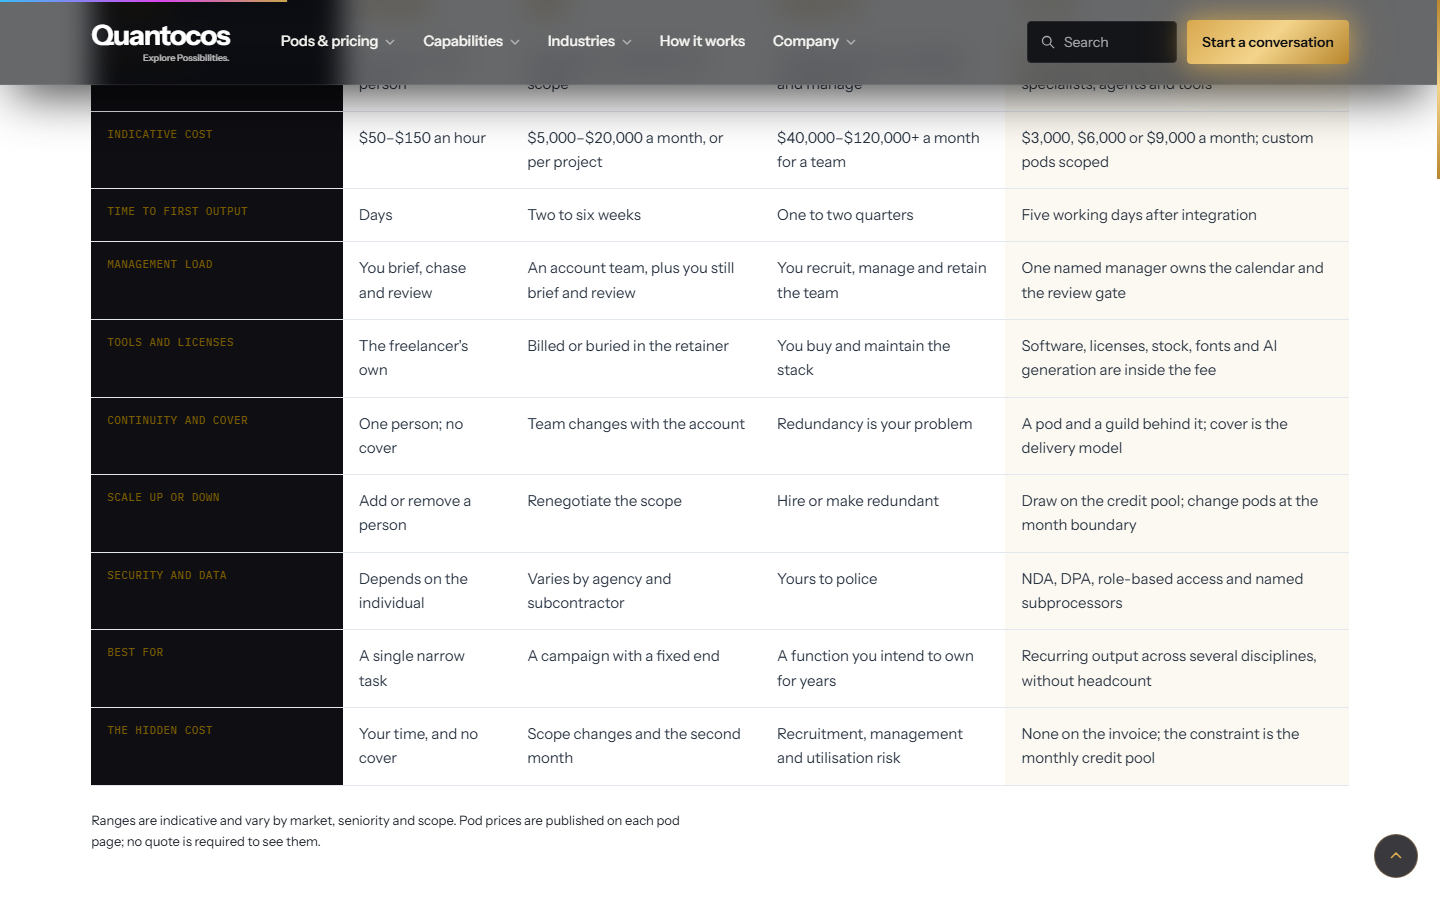 Quantocos
Explore Possibilities.
Pods & pricing
Capabilities
Industries
How it works
Company
Search
Start a conversation
person
scope
and manage
specialists, agents and tools
INDICATIVE COST
$50–$150 an hour
$5,000–$20,000 a month, or
per project
$40,000–$120,000+ a month
for a team
$3,000, $6,000 or $9,000 a month; custom
pods scoped
TIME TO FIRST OUTPUT
Days
Two to six weeks
One to two quarters
Five working days after integration
MANAGEMENT LOAD
You brief, chase
and review
An account team, plus you still
brief and review
You recruit, manage and retain
the team
One named manager owns the calendar and
the review gate
TOOLS AND LICENSES
The freelancer's
own
Billed or buried in the retainer
You buy and maintain the
stack
Software, licenses, stock, fonts and AI
generation are inside the fee
CONTINUITY AND COVER
One person; no
cover
Team changes with the account
Redundancy is your problem
A pod and a guild behind it; cover is the
delivery model
SCALE UP OR DOWN
Add or remove a
person
Renegotiate the scope
Hire or make redundant
Draw on the credit pool; change pods at the
month boundary
SECURITY AND DATA
Depends on the
individual
Varies by agency and
subcontractor
Yours to police
NDA, DPA, role-based access and named
subprocessors
BEST FOR
A single narrow
task
A campaign with a fixed end
A function you intend to own
for years
Recurring output across several disciplines,
without headcount
THE HIDDEN COST
Your time, and no
cover
Scope changes and the second
month
Recruitment, management
and utilisation risk
None on the invoice; the constraint is the
monthly credit pool
Ranges are indicative and vary by market, seniority and scope. Pod prices are published on each pod
page; no quote is required to see them.